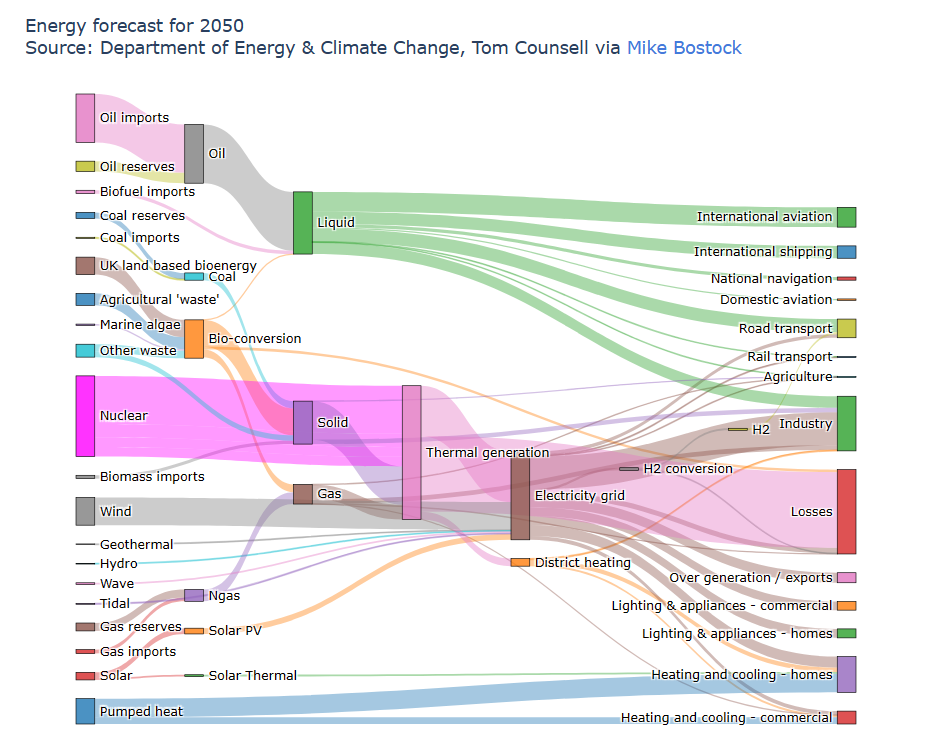 Energy forecast for 2050
Source: Department of Energy & Climate Change, Tom Counsell via Mike Bostock
Oil imports
Oil
Oil reserves
Biofuel imports
Coal reserves
Liquid
International aviation
Coal imports
International shipping
UK land based bioenergy
Coal
National navigation
Agricultural 'waste'
Domestic aviation
Marine algae
Bio-conversion
Road transport
Other waste
Rail transport
Agriculture
Nuclear
Solid
H2
Industry
Thermal generation
Biomass imports
H2 conversion
Gas
Electricity grid
Wind
Losses
Geothermal
Hydro
District heating
Wave
Over generation / exports
Tidal
Ngas
Lighting & appliances - commercial
Gas reserves
Solar PV
Lighting & appliances - homes
Gas imports
Solar
Solar Thermal
Heating and cooling - homes
Pumped heat
Heating and cooling - commercial